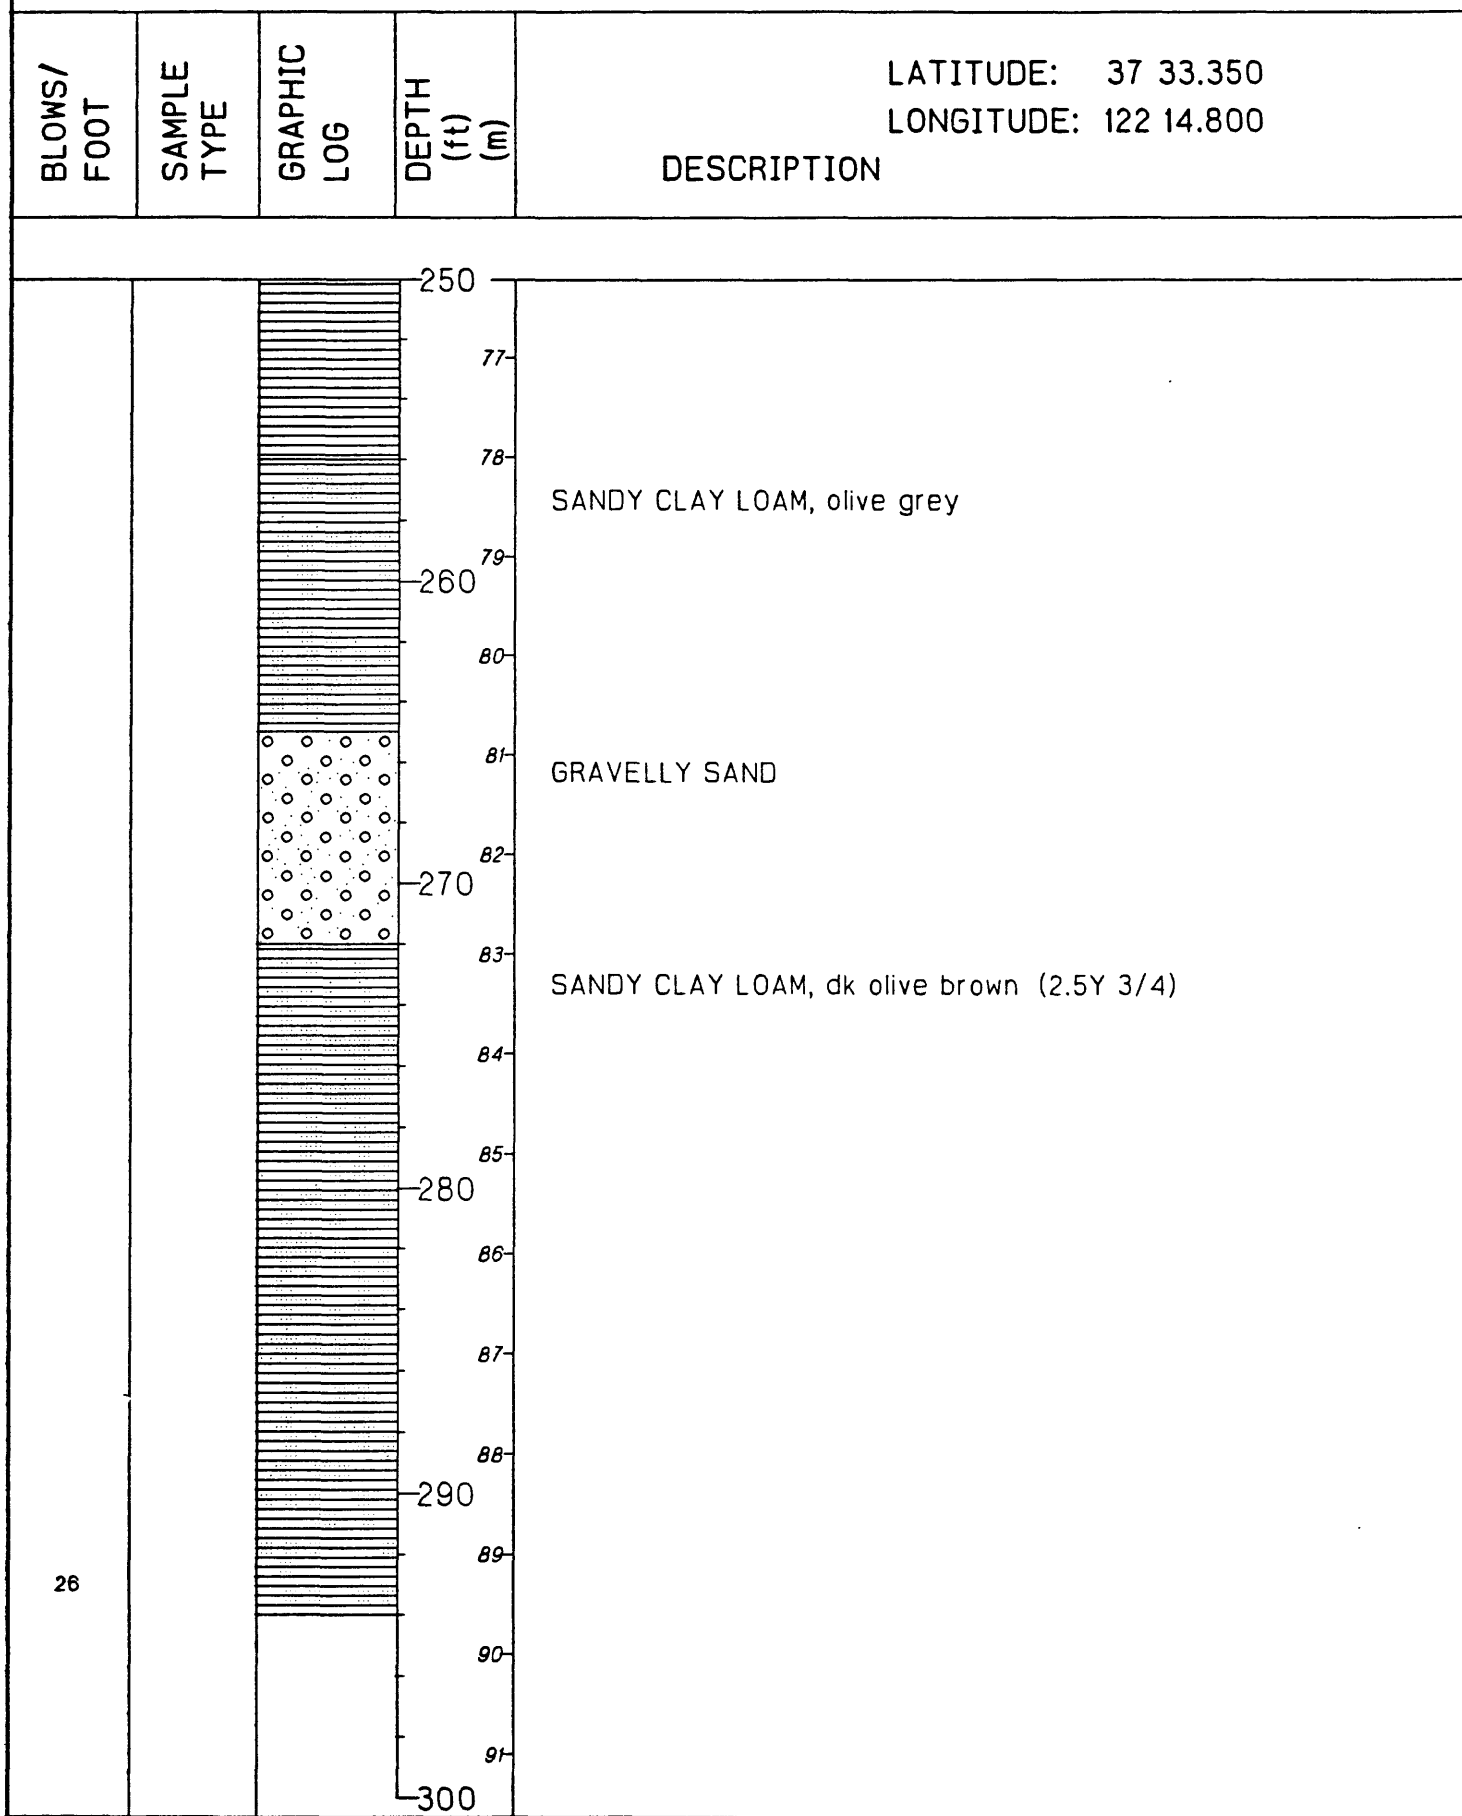 BLOWS/
FOOT
SAMPLE
TYPE
GRAPHIC
LOG
DEPTH
(ft)
(m)
LATITUDE: 37 33.350
LONGITUDE: 122 14.800
DESCRIPTION
250
77
78
SANDY CLAY LOAM, olive grey
79
260
80
81
GRAVELLY SAND
82
270
83
SANDY CLAY LOAM, dk olive brown (2.5Y 3/4)
84
85
280
86
87
88
290
89
26
90
91
300